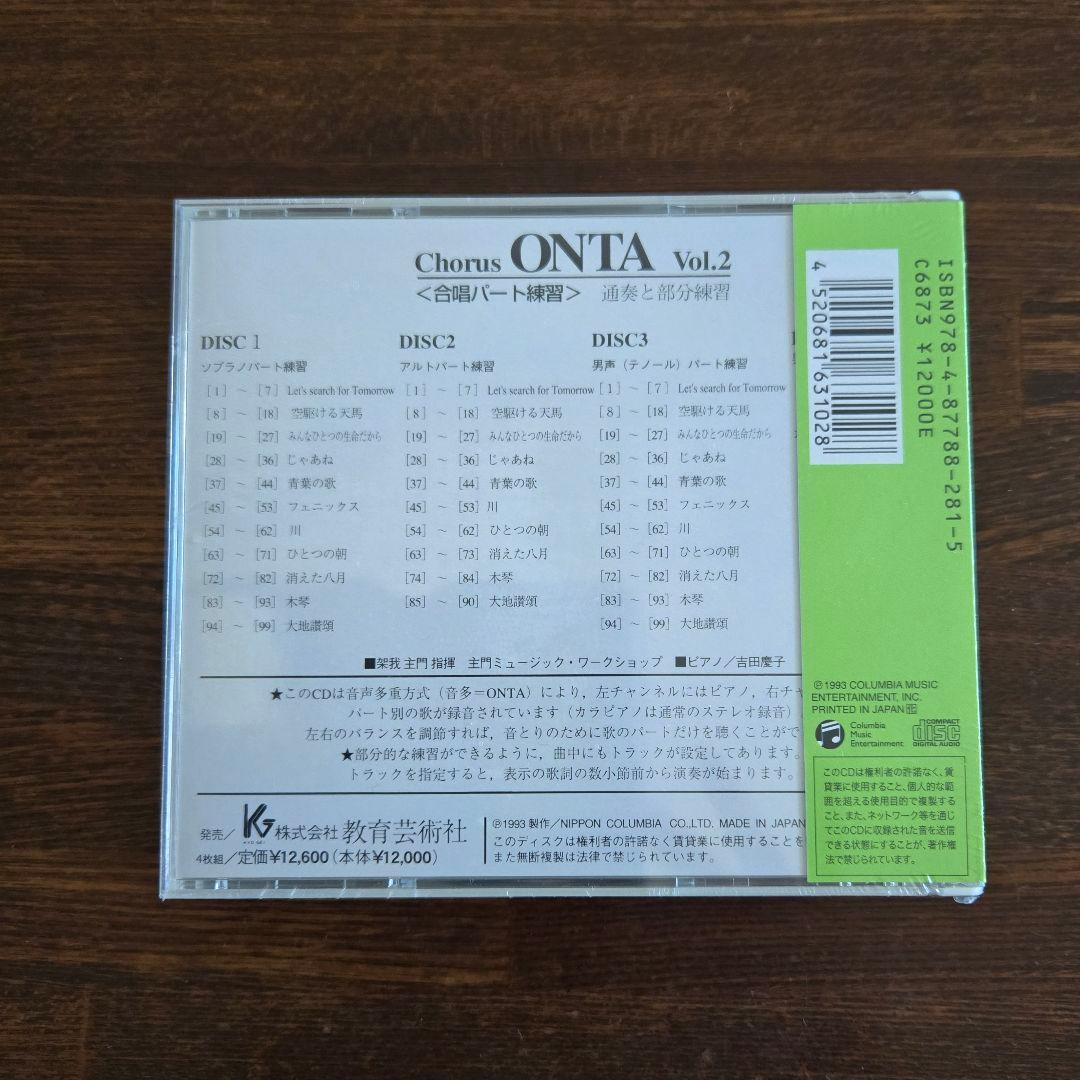 Chorus ONTA Vol.2
＜合唱パート練習＞ 通奏と部分練習
DISC 1
ソプラノパート練習
[1] ～ [7] Let's search for Tomorrow
[8] ～ [18] 空駆ける天馬
[19] ～ [27] みんなひとつの生命だから
[28] ～ [36] じゃあね
[37] ～ [44] 青葉の歌
[45] ～ [53] フェニックス
[54] ～ [62] 川
[63] ～ [71] ひとつの朝
[72] ～ [82] 消えた八月
[83] ～ [93] 木琴
[94] ～ [99] 大地讃頌
DISC2
アルトパート練習
[1] ～ [7] Let's search for Tomorrow
[8] ～ [18] 空駆ける天馬
[19] ～ [27] みんなひとつの生命だから
[28] ～ [36] じゃあね
[37] ～ [44] 青葉の歌
[45] ～ [53] 川
[54] ～ [62] ひとつの朝
[63] ～ [73] 消えた八月
[74] ～ [84] 木琴
[85] ～ [90] 大地讃頌
DISC3
男声（テノール）パート練習
[1] ～ [7] Let's search for Tomorrow
[8] ～ [18] 空駆ける天馬
[19] ～ [27] みんなひとつの生命だから
[28] ～ [36] じゃあね
[37] ～ [44] 青葉の歌
[45] ～ [53] フェニックス
[54] ～ [62] 川
[63] ～ [71] ひとつの朝
[72] ～ [82] 消えた八月
[83] ～ [93] 木琴
[94] ～ [99] 大地讃頌
■架我 主門 指揮 主門ミュージック・ワークショップ ■ピアノ／吉田慶子
★このCDは音声多重方式（音多＝ONTA）により，左チャンネルにはピアノ，右チャ
パート別の歌が録音されています（カラピアノは通常のステレオ録音）
左右のバランスを調節すれば，音とりのために歌のパートだけを聴くことがで
★部分的な練習ができるように，曲中にもトラックが設定してあります。
トラックを指定すると，表示の歌詞の数小節前から演奏が始まります。
発売／ KG 株式会社 教育芸術社
KYO GEI
4枚組／定価¥12,600（本体¥12,000）
Ⓟ1993 製作／NIPPON COLUMBIA CO.,LTD. MADE IN JAPAN
このディスクは権利者の許諾なく賃貸業に使用することを
また無断複製は法律で禁じられています。
ISBN978-4-87788-281-5
C6873 ¥12000E
4 520681 631028
Ⓟ1993 COLUMBIA MUSIC
ENTERTAINMENT, INC.
PRINTED IN JAPAN
Columbia
Music
Entertainment
COMPACT
disc
DIGITAL AUDIO
このCDは権利者の許諾なく、賃
貸業に使用すること、個人的な範
囲を超える使用目的で複製するこ
と、また、ネットワーク等を通じ
てこのCDに収録された音を送信
できる状態にすることが、著作権
法で禁じられています。